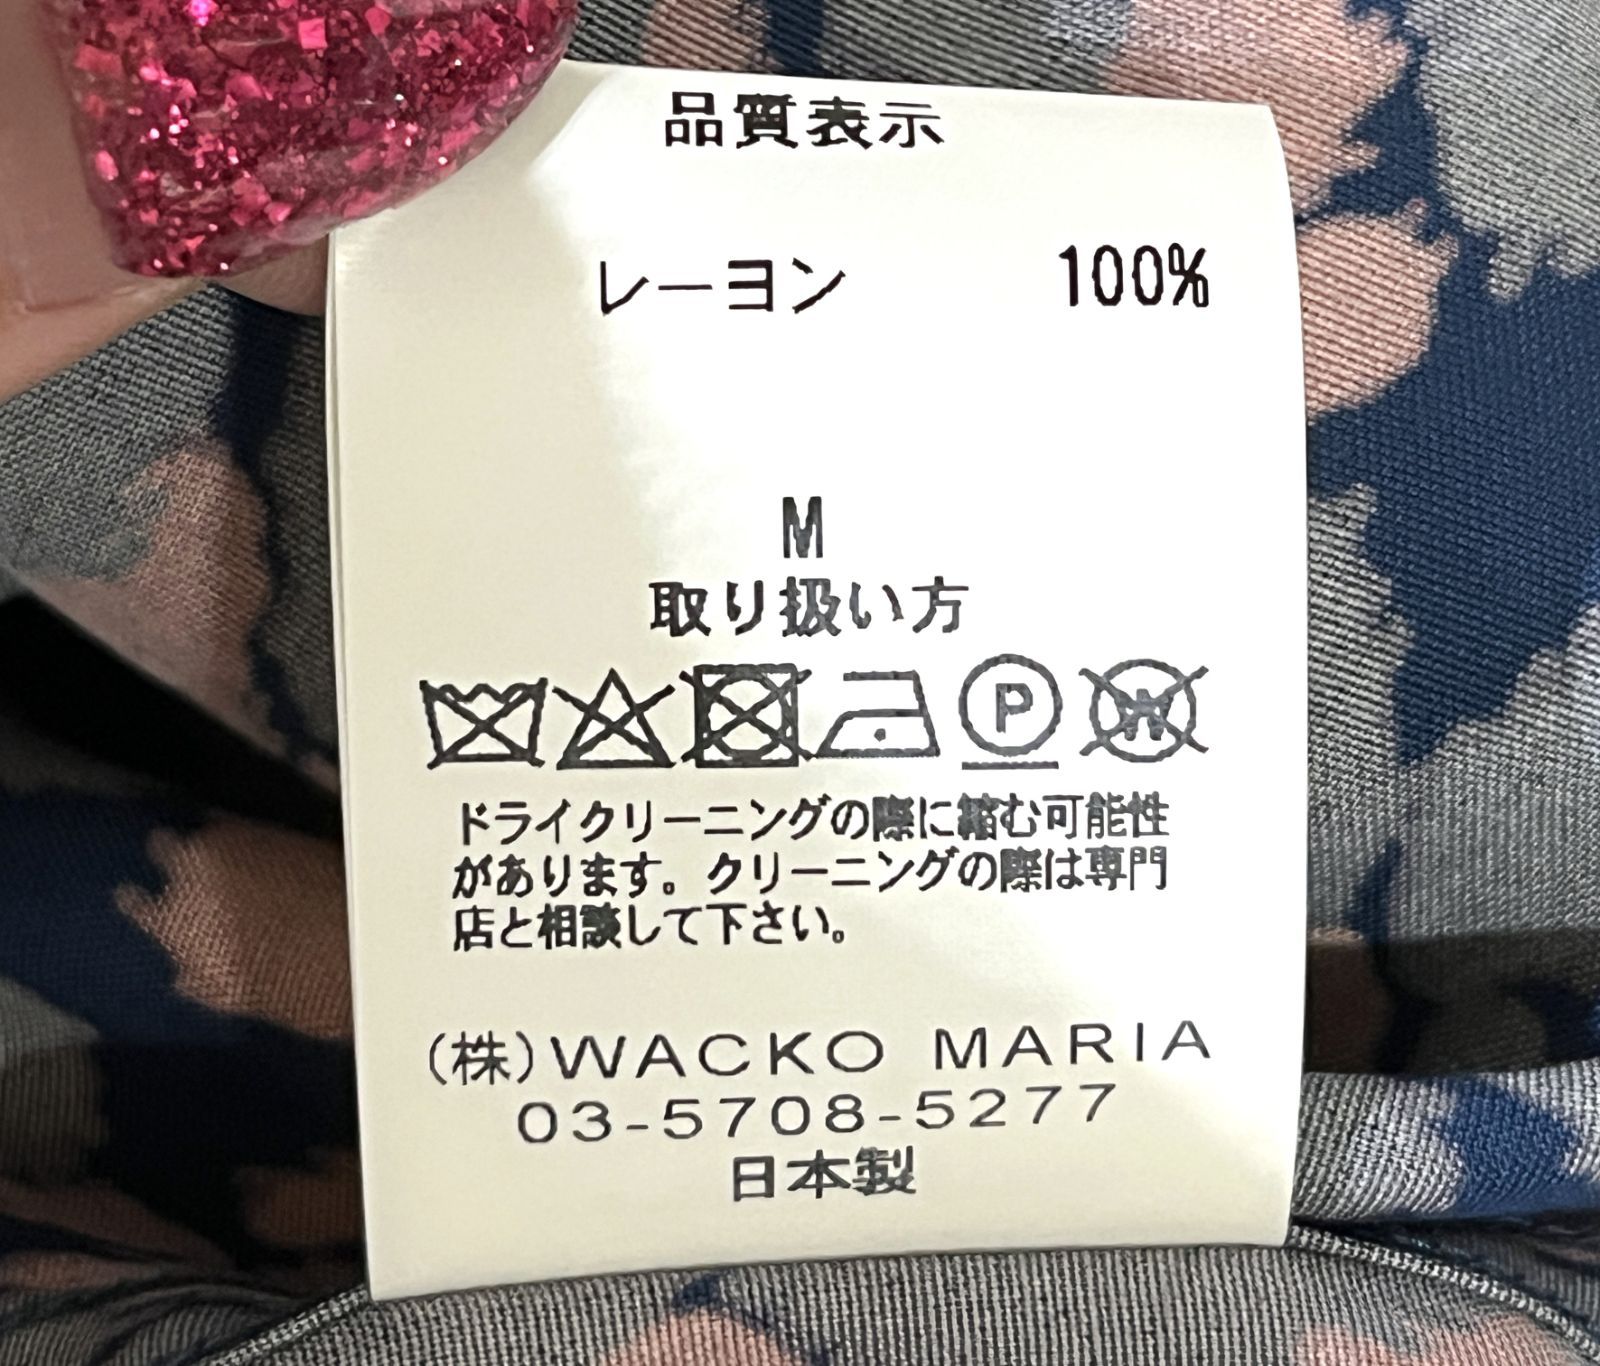 品質表示
レーヨン 100%
M
取り扱い方
P W
ドライクリーニングの際に縮む可能性
があります。クリーニングの際は専門
店と相談して下さい。
(株)WACKO MARIA
03-5708-5277
日本製